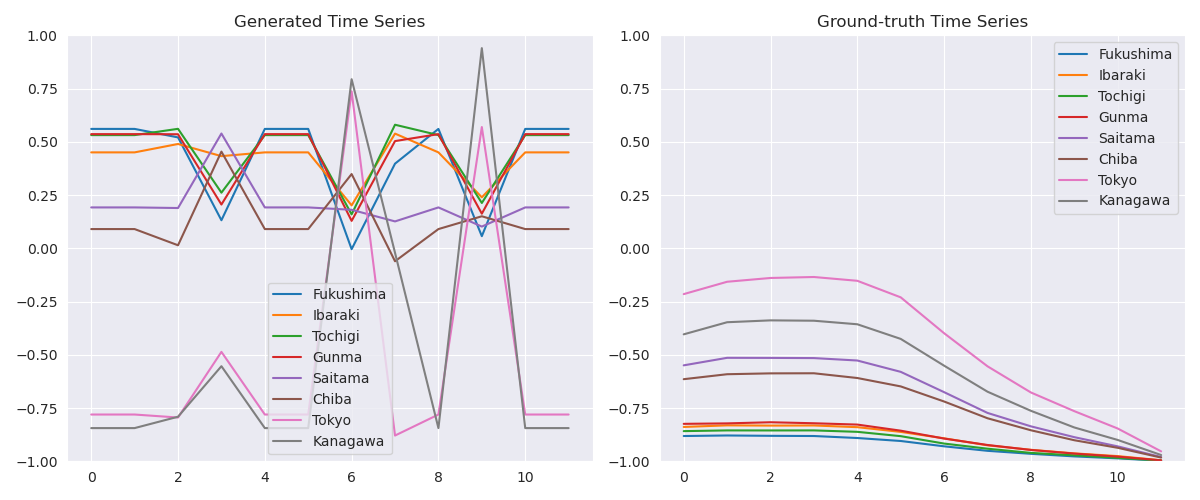 Generated Time Series
1.00
0.75
0.50
0.25
0.00
−0.25
−0.50
−0.75
−1.00
0 2 4 6 8 10
Fukushima
Ibaraki
Tochigi
Gunma
Saitama
Chiba
Tokyo
Kanagawa
Ground-truth Time Series
1.00
0.75
0.50
0.25
0.00
−0.25
−0.50
−0.75
−1.00
0 2 4 6 8 10
Fukushima
Ibaraki
Tochigi
Gunma
Saitama
Chiba
Tokyo
Kanagawa